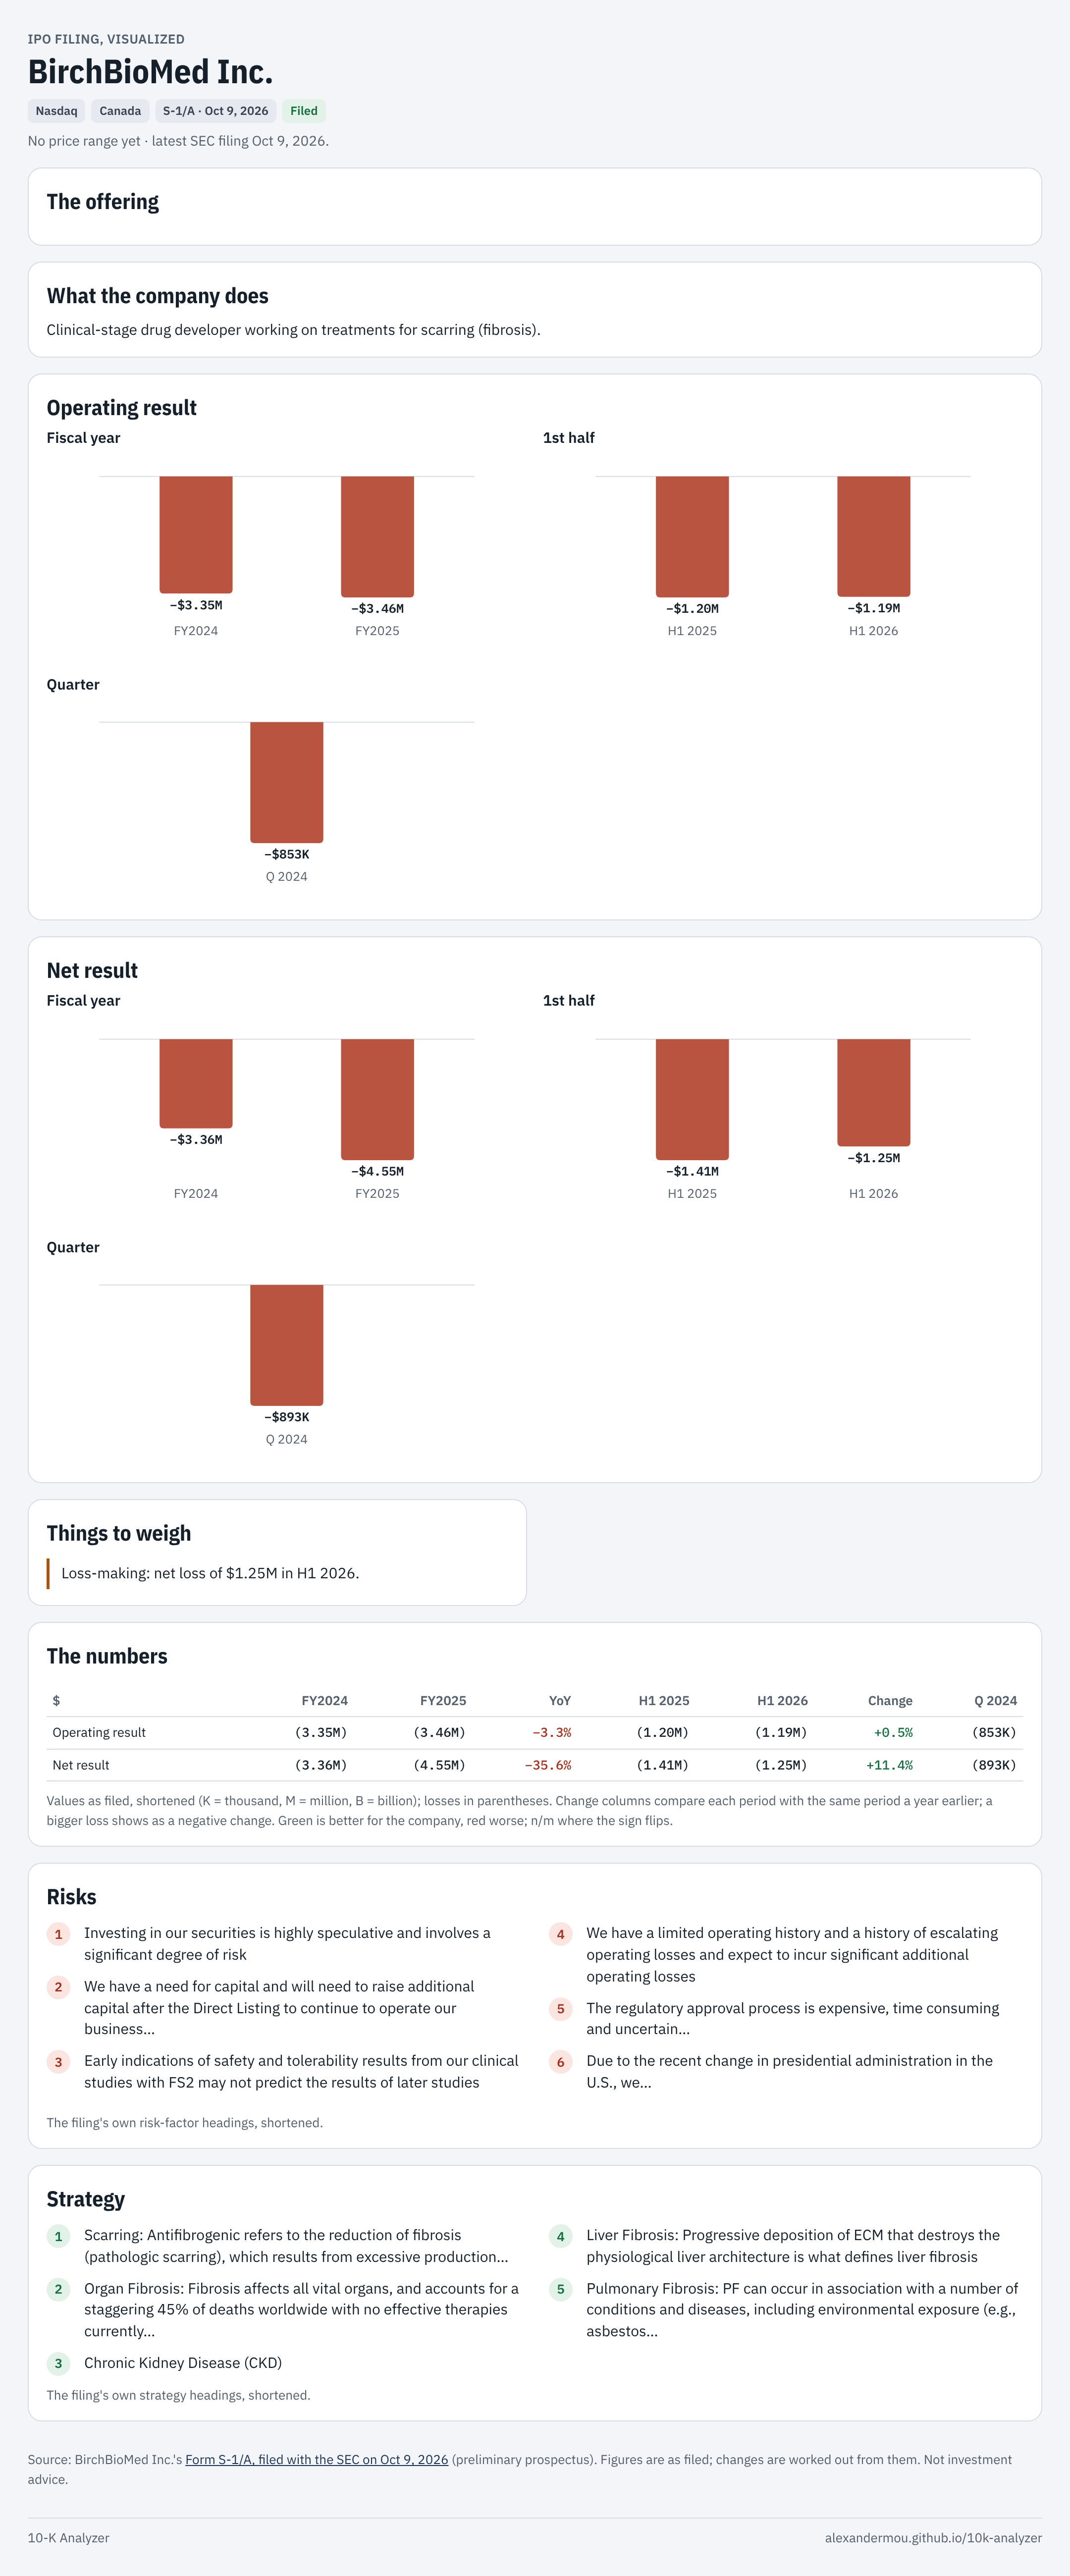 IPO FILING, VISUALIZED
BirchBioMed Inc.
Nasdaq Canada S-1/A · Oct 9, 2026 Filed
No price range yet · latest SEC filing Oct 9, 2026.
The offering
What the company does
Clinical-stage drug developer working on treatments for scarring (fibrosis).
Operating result
Fiscal year
−$3.35M
−$3.46M
FY2024
FY2025
1st half
−$1.20M
−$1.19M
H1 2025
H1 2026
Quarter
−$853K
Q 2024
Net result
Fiscal year
−$3.36M
−$4.55M
FY2024
FY2025
1st half
−$1.41M
−$1.25M
H1 2025
H1 2026
Quarter
−$893K
Q 2024
Things to weigh
Loss-making: net loss of $1.25M in H1 2026.
The numbers
$ FY2024 FY2025 YoY H1 2025 H1 2026 Change Q 2024
Operating result (3.35M) (3.46M) −3.3% (1.20M) (1.19M) +0.5% (853K)
Net result (3.36M) (4.55M) −35.6% (1.41M) (1.25M) +11.4% (893K)
Values as filed, shortened (K = thousand, M = million, B = billion); losses in parentheses. Change columns compare each period with the same period a year earlier; a
bigger loss shows as a negative change. Green is better for the company, red worse; n/m where the sign flips.
Risks
1 Investing in our securities is highly speculative and involves a
significant degree of risk
2 We have a need for capital and will need to raise additional
capital after the Direct Listing to continue to operate our
business…
3 Early indications of safety and tolerability results from our clinical
studies with FS2 may not predict the results of later studies
4 We have a limited operating history and a history of escalating
operating losses and expect to incur significant additional
operating losses
5 The regulatory approval process is expensive, time consuming
and uncertain…
6 Due to the recent change in presidential administration in the
U.S., we…
The filing's own risk-factor headings, shortened.
Strategy
1 Scarring: Antifibrogenic refers to the reduction of fibrosis
(pathologic scarring), which results from excessive production…
2 Organ Fibrosis: Fibrosis affects all vital organs, and accounts for a
staggering 45% of deaths worldwide with no effective therapies
currently…
3 Chronic Kidney Disease (CKD)
4 Liver Fibrosis: Progressive deposition of ECM that destroys the
physiological liver architecture is what defines liver fibrosis
5 Pulmonary Fibrosis: PF can occur in association with a number of
conditions and diseases, including environmental exposure (e.g.,
asbestos…
The filing's own strategy headings, shortened.
Source: BirchBioMed Inc.'s Form S-1/A, filed with the SEC on Oct 9, 2026 (preliminary prospectus). Figures are as filed; changes are worked out from them. Not investment
advice.
10-K Analyzer
alexandermou.github.io/10k-analyzer